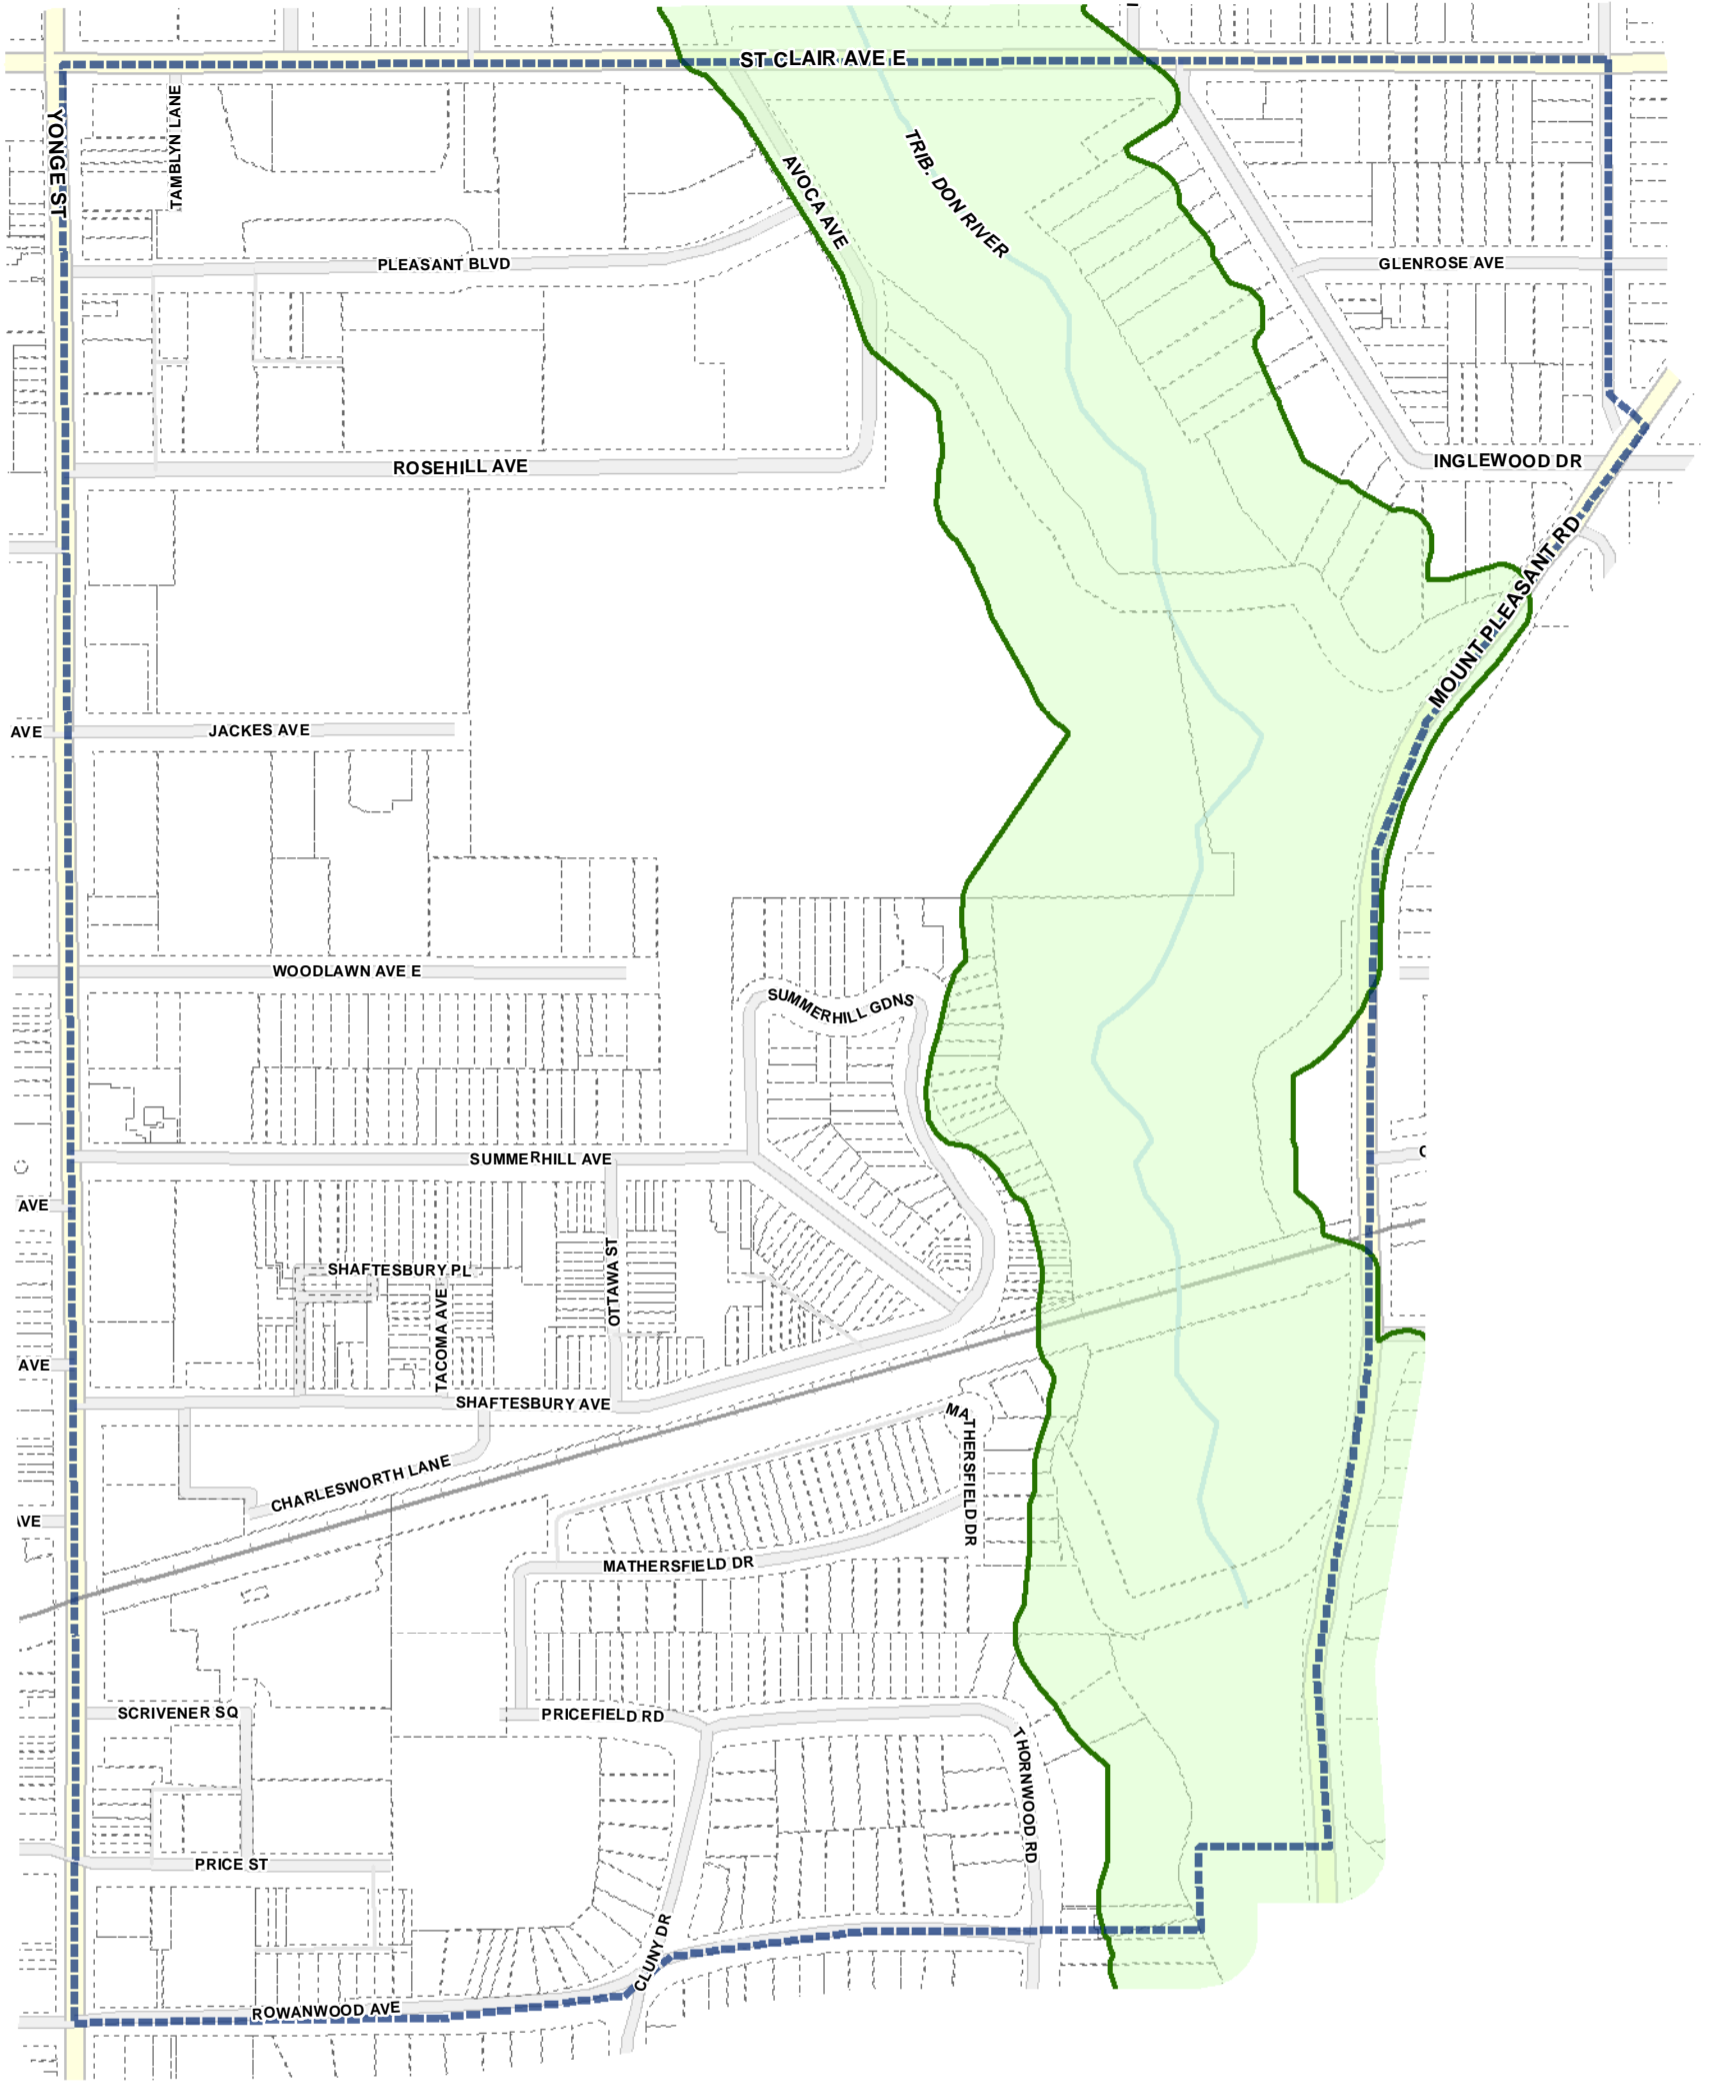 ST CLAIR AVE E
YONGE ST
TAMBLYN LANE
AVOCA AVE
TRIB. DON RIVER
PLEASANT BLVD
GLENROSE AVE
ROSEHILL AVE
INGLEWOOD DR
MOUNT PLEASANT RD
AVE
JACKES AVE
WOODLAWN AVE E
SUMMERHILL GDNS
SUMMERHILL AVE
AVE
OTTAWA ST
SHAFTESBURY PL
TACOMA AVE
AVE
SHAFTESBURY AVE
MATHERSFIELD DR
CHARLESWORTH LANE
AVE
MATHERSFIELD DR
SCRIVENER SQ
PRICEFIELD RD
THORNWOOD RD
PRICE ST
CLUNY DR
ROWANWOOD AVE